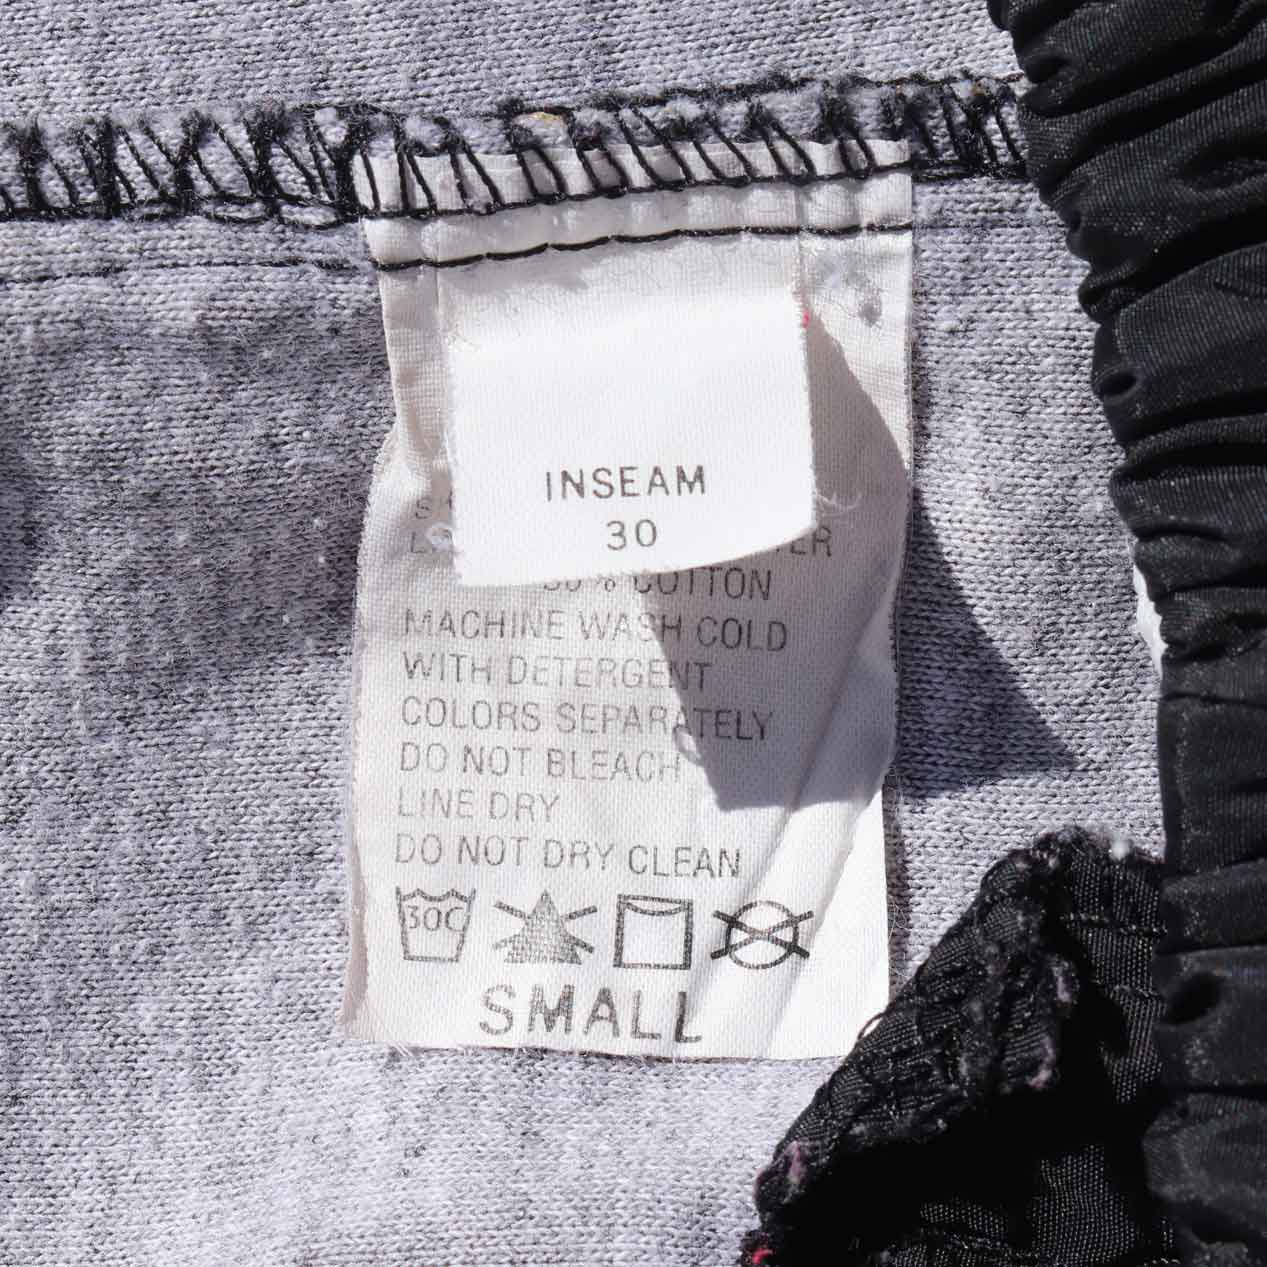 INSEAM
30
COTTON
MACHINE WASH COLD
WITH DETERGENT
COLORS SEPARATELY
DO NOT BLEACH
LINE DRY
DO NOT DRY CLEAN
30C
SMALL